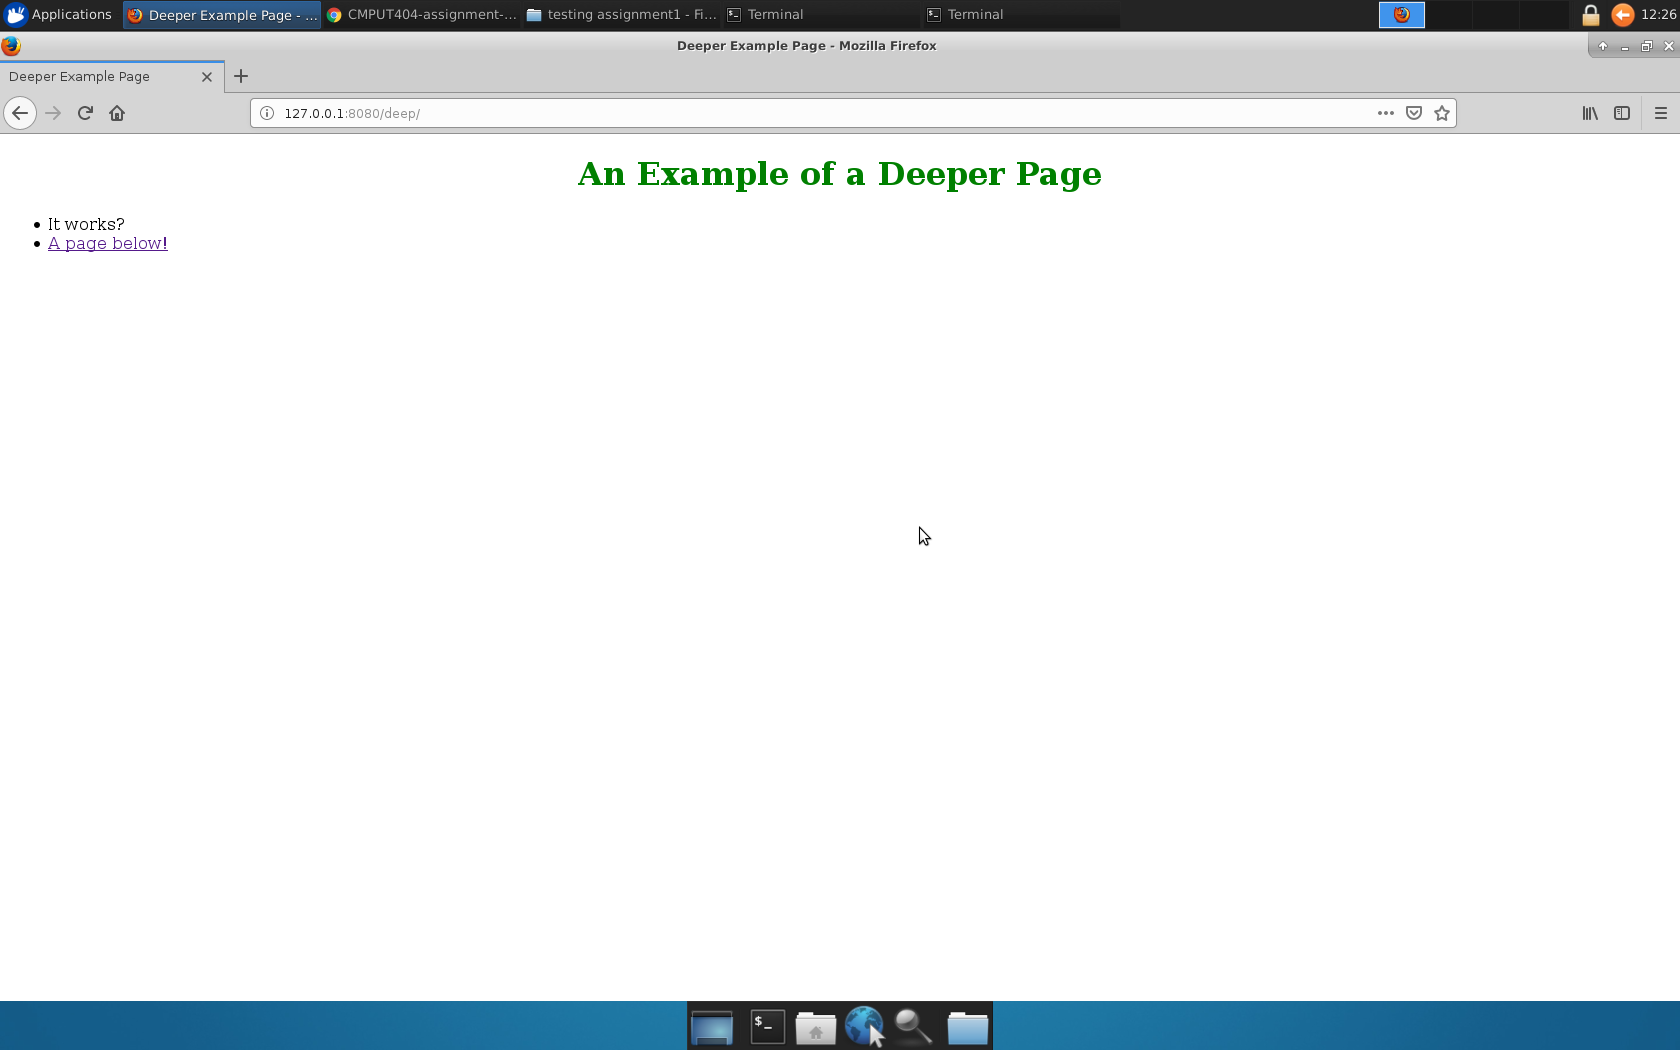 Applications Deeper Example Page - ... CMPUT404-assignment-... testing assignment1 - Fi... Terminal Terminal 12:26
Deeper Example Page - Mozilla Firefox
Deeper Example Page
127.0.0.1:8080/deep/
An Example of a Deeper Page
It works?
A page below!
$_